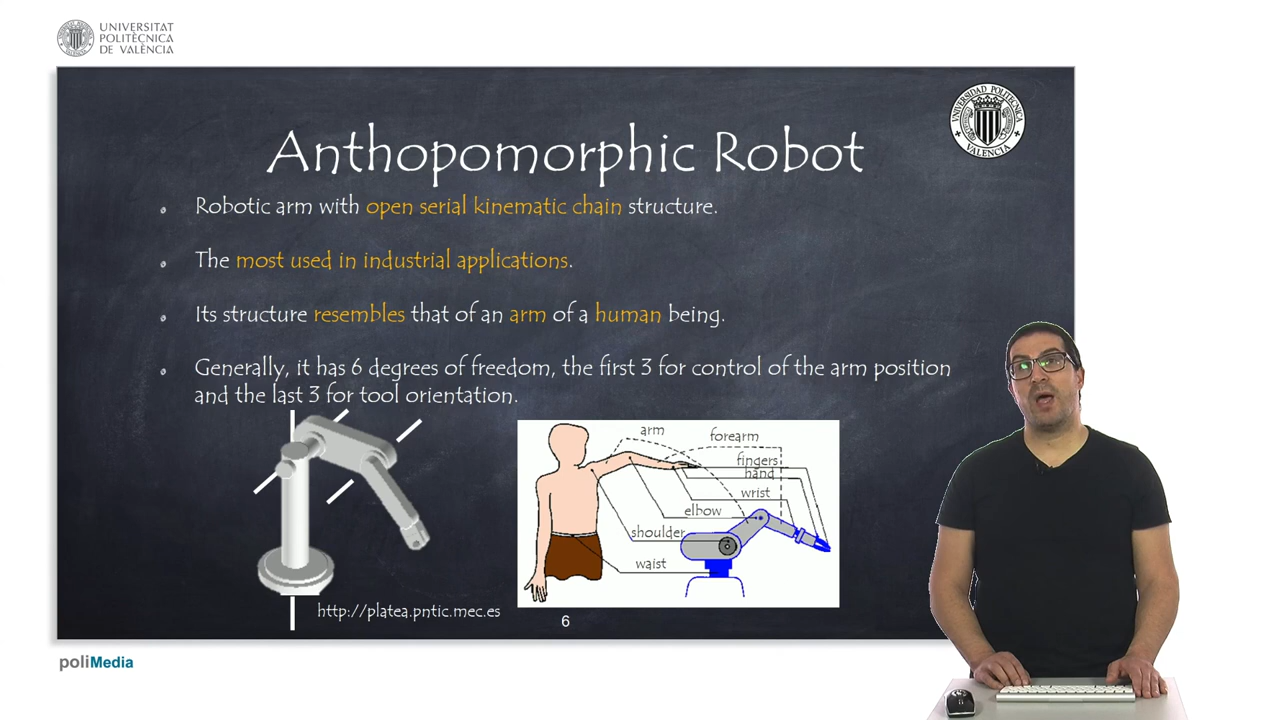 UNIVERSITAT
POLITÈCNICA
DE VALÈNCIA
UNIVERSIDAD POLITECNICA
VALENCIA
Anthopomorphic Robot
Robotic arm with open serial kinematic chain structure.
The most used in industrial applications.
Its structure resembles that of an arm of a human being.
Generally, it has 6 degrees of freedom, the first 3 for control of the arm position
and the last 3 for tool orientation.
arm
forearm
fingers
hand
wrist
elbow
shoulder
waist
http://platea.pntic.mec.es
6
poliMedia